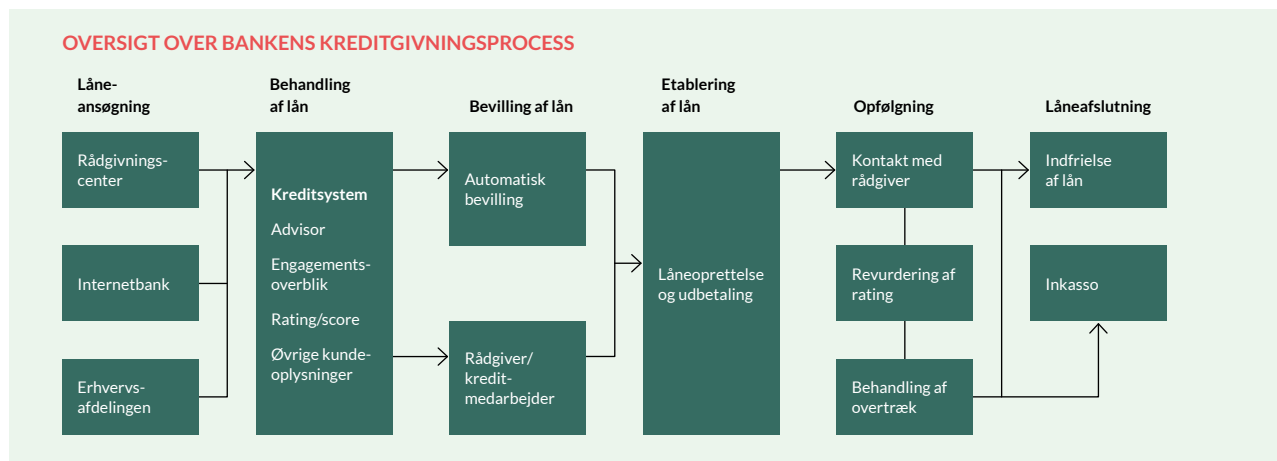 OVERSIGT OVER BANKENS KREDITGIVNINGSPROCESS
Låne-
ansøgning
Rådgivnings-
center
Internetbank
Erhvervs-
afdelingen
Behandling
af lån
Kreditsystem
Advisor
Engagements-
overblik
Rating/score
Øvrige kunde-
oplysninger
Bevilling af lån
Automatisk
bevilling
Rådgiver/
kredit-
medarbejder
Etablering
af lån
Låneoprettelse
og udbetaling
Opfølgning
Kontakt med
rådgiver
Revurdering af
rating
Behandling af
overtræk
Låneafslutning
Indfrielse
af lån
Inkasso